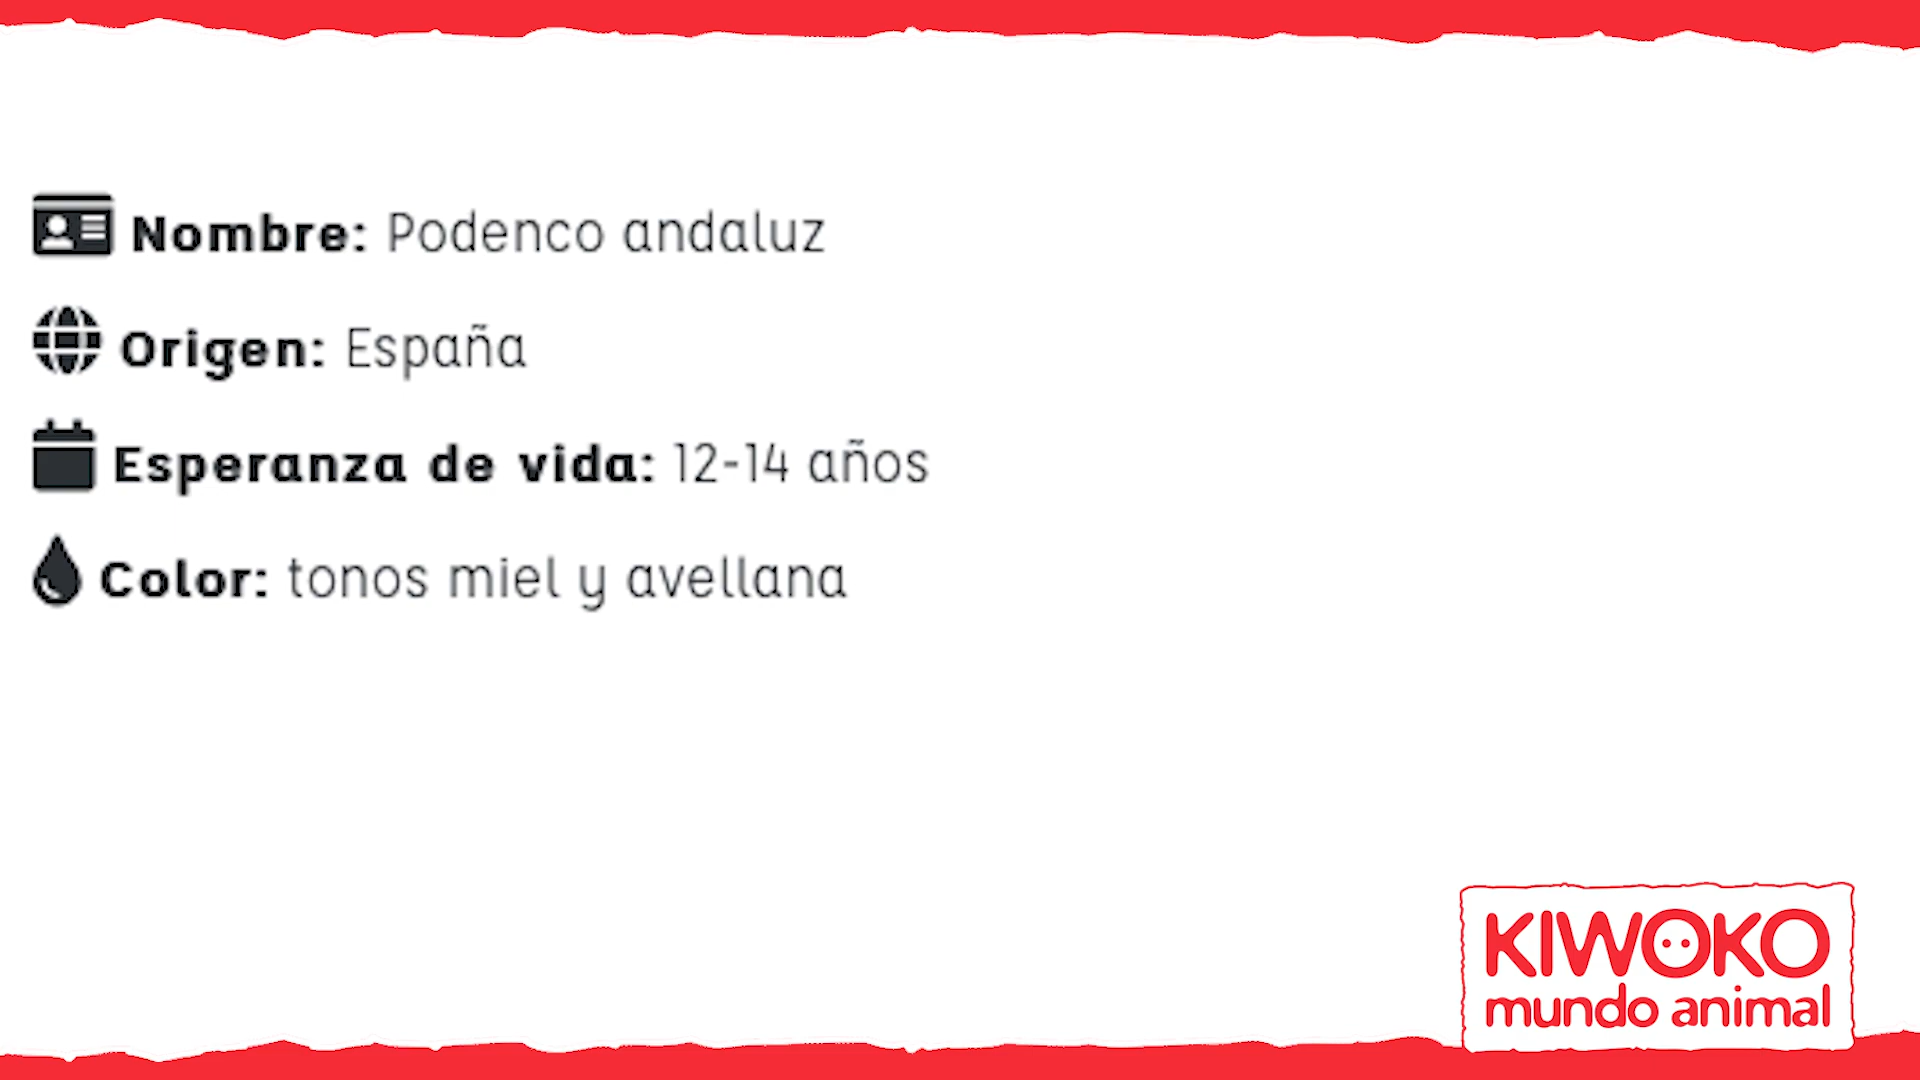 Nombre: Podenco andaluz
Origen: España
Esperanza de vida: 12-14 años
Color: tonos miel y avellana
KIWOKO
mundo animal